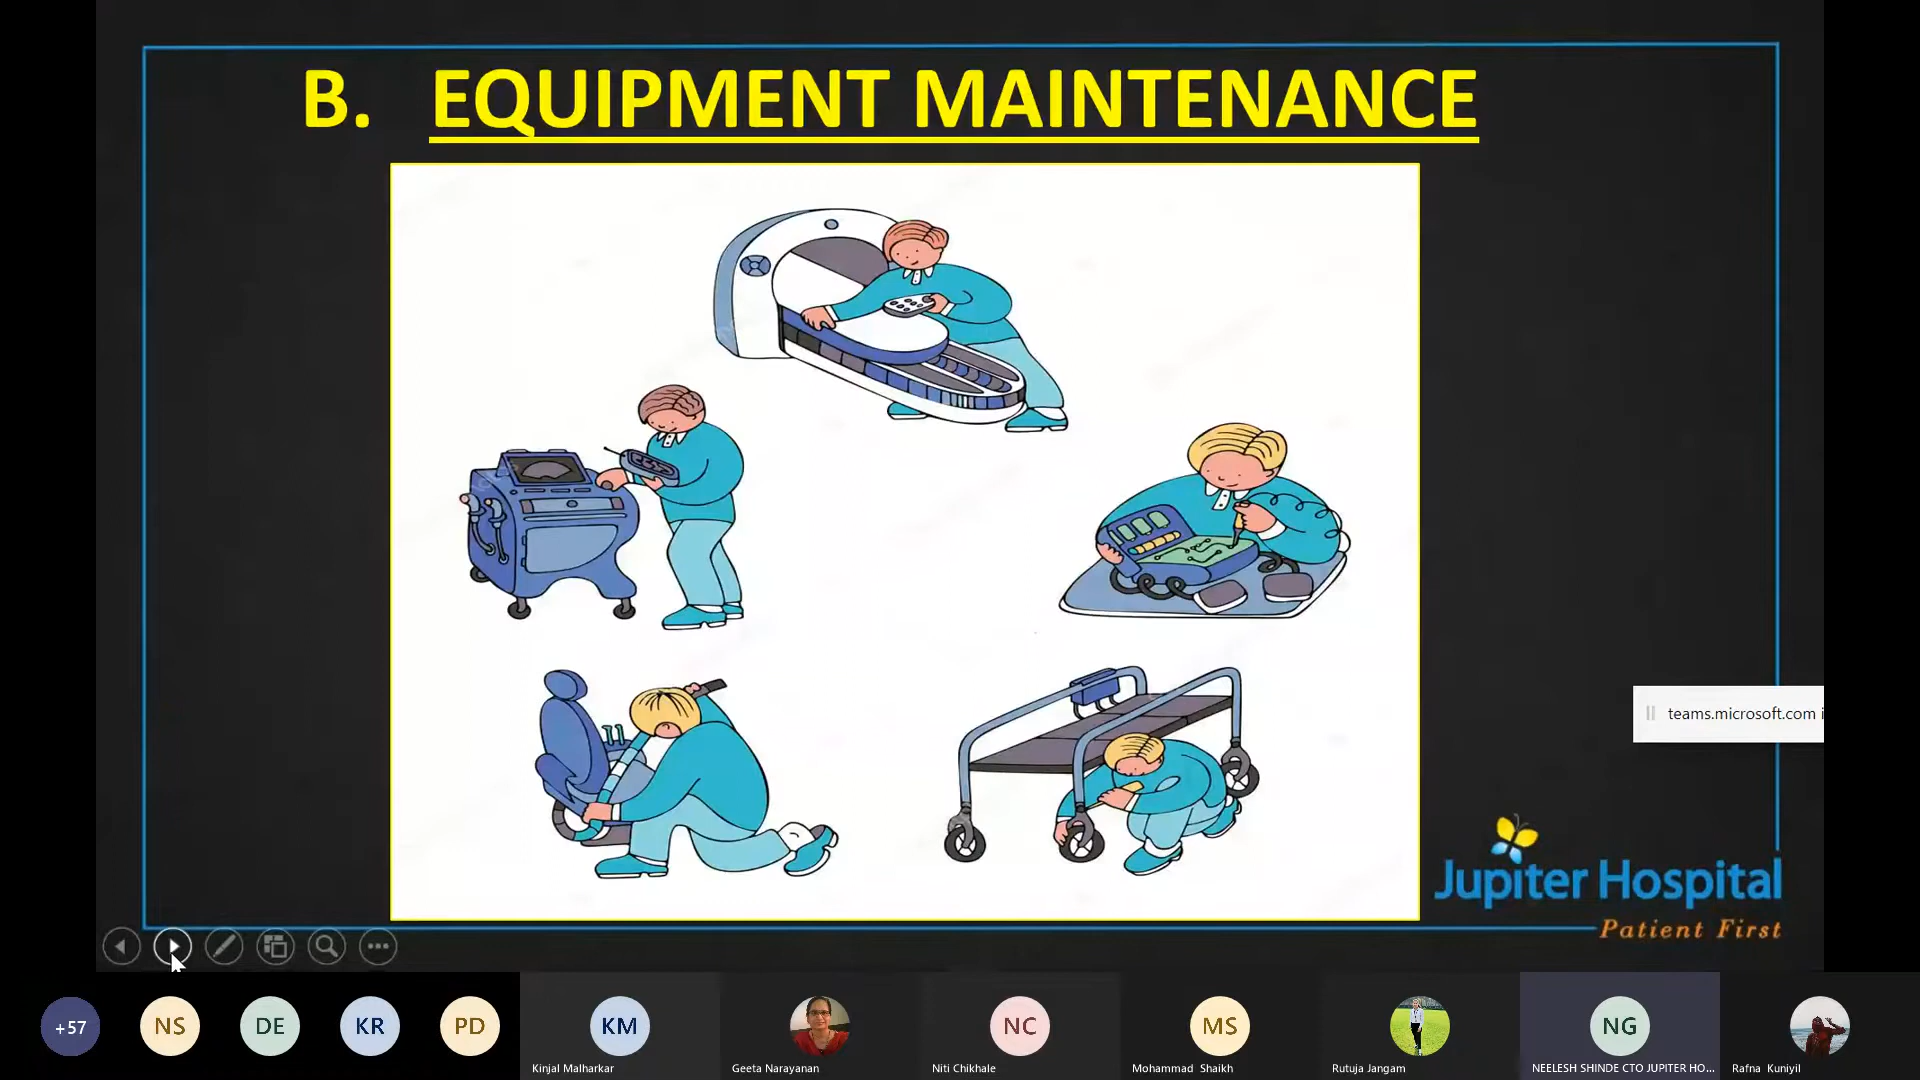 B. EQUIPMENT MAINTENANCE
teams.microsoft.com i
Jupiter Hospital
Patient First
+57
NS
DE
KR
PD
KM
NC
MS
NG
Kinjal Malharkar
Geeta Narayanan
Niti Chikhale
Mohammad Shaikh
Rutuja Jangam
NEELESH SHINDE CTO JUPITER HO...
Rafna Kuniyil